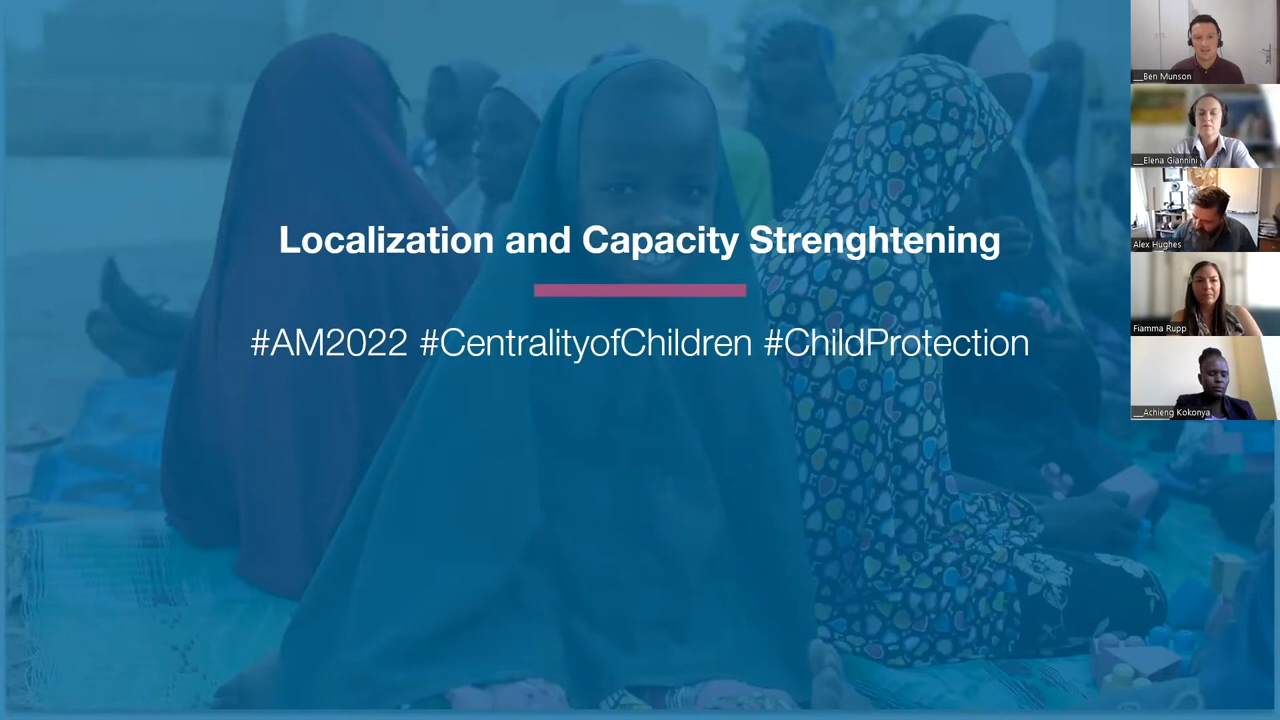 Localization and Capacity Strenghtening
#AM2022 #CentralityofChildren #ChildProtection
__Ben Munson
__Elena Giannini
Alex Hughes
Fiamma Rupp
__Achieng Kokonya